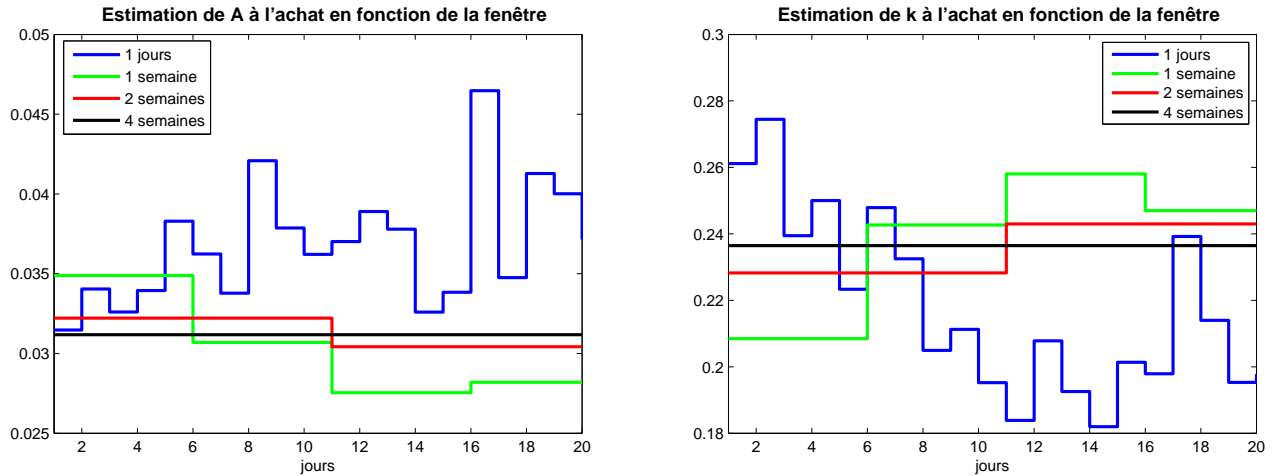 Estimation de A à l'achat en fonction de la fenêtre
0.05
0.045
0.04
0.035
0.03
0.025
2 4 6 8 10 12 14 16 18 20
jours
1 jours
1 semaine
2 semaines
4 semaines
Estimation de k à l'achat en fonction de la fenêtre
0.3
0.28
0.26
0.24
0.22
0.2
0.18
2 4 6 8 10 12 14 16 18 20
jours
1 jours
1 semaine
2 semaines
4 semaines